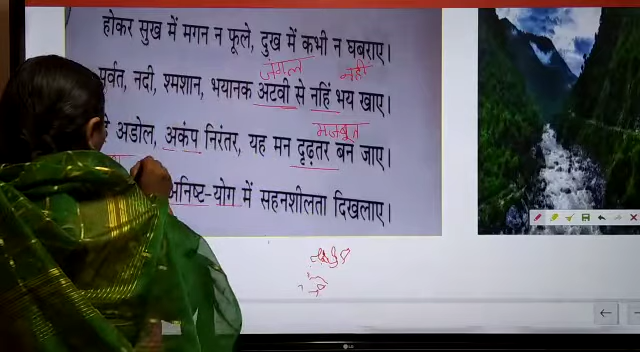 होकर सुख में मगन न फूले, दुख में कभी न घबराए।
जंगल नहीं
पर्वत, नदी, श्मशान, भयानक अटवी से नहिं भय खाए।
मजबूत
अडोल, अकंप निरंतर, यह मन दृढ़तर बन जाए।
अनिष्ट-योग में सहनशीलता दिखलाए।
LG